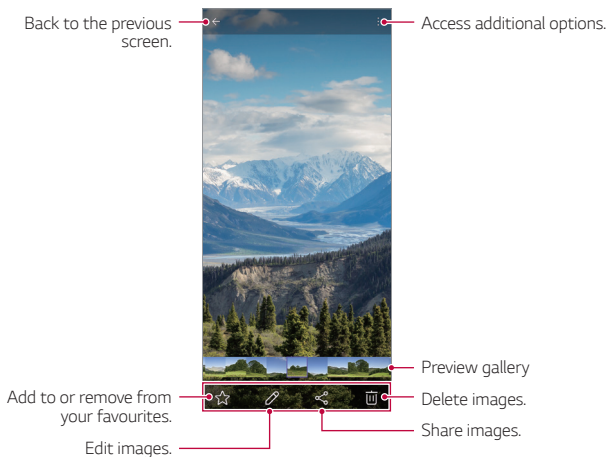 Back to the previous
screen.
Access additional options.
Preview gallery
Add to or remove from
your favourites.
Delete images.
Share images.
Edit images.